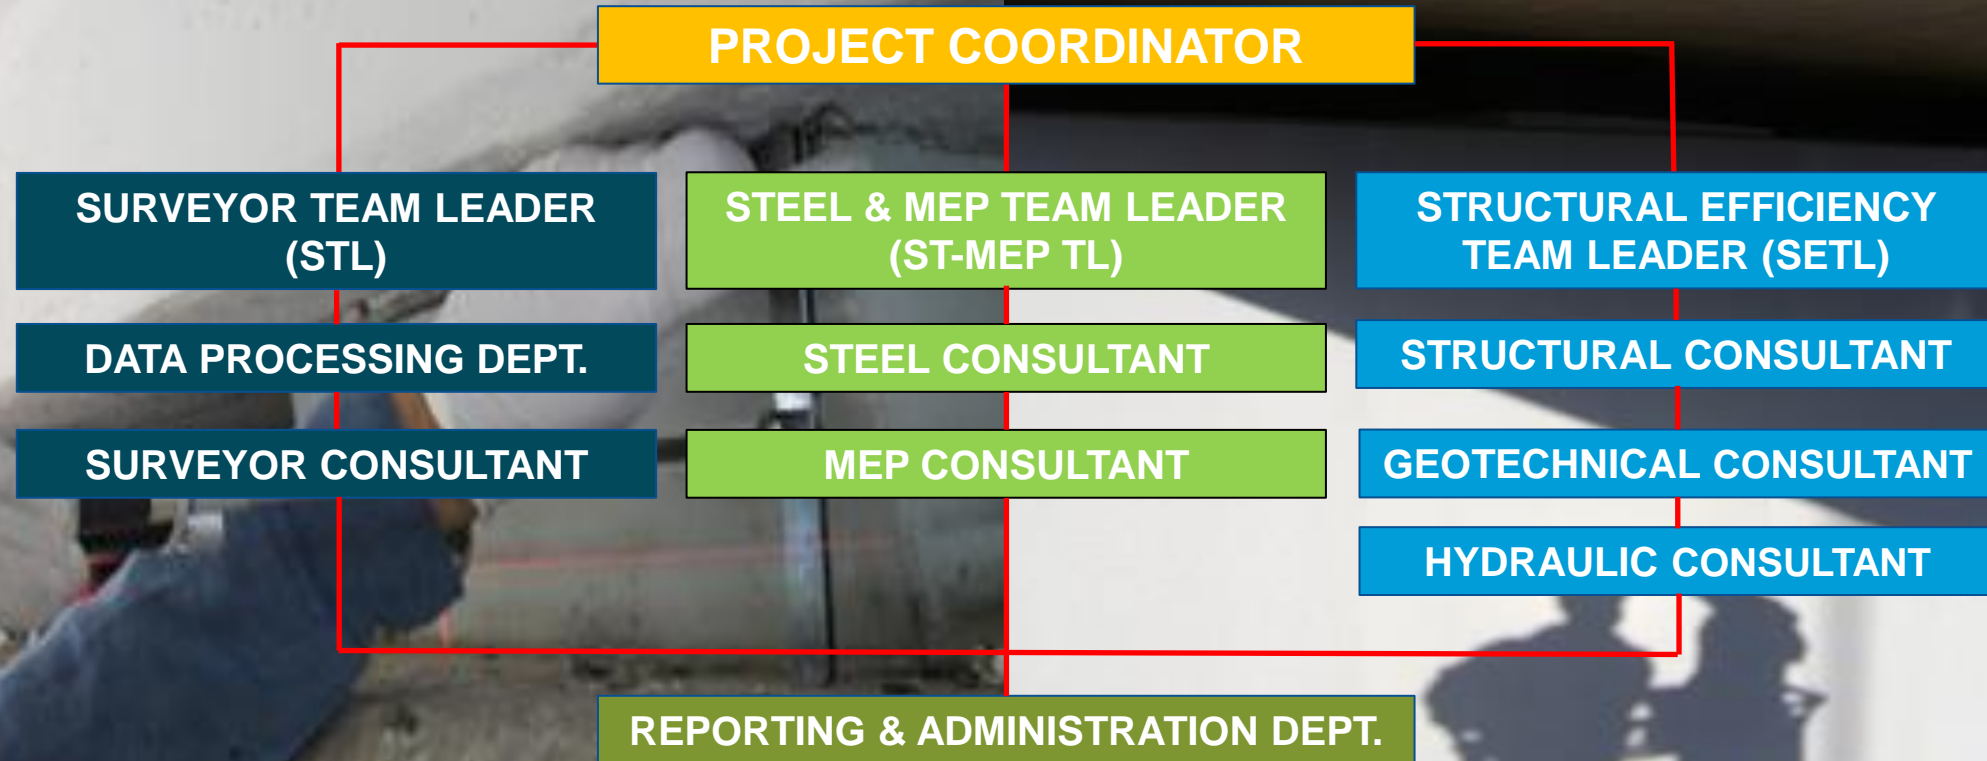 PROJECT COORDINATOR
SURVEYOR TEAM LEADER
(STL)
STEEL & MEP TEAM LEADER
(ST-MEP TL)
STRUCTURAL EFFICIENCY
TEAM LEADER (SETL)
DATA PROCESSING DEPT.
STEEL CONSULTANT
STRUCTURAL CONSULTANT
SURVEYOR CONSULTANT
MEP CONSULTANT
GEOTECHNICAL CONSULTANT
HYDRAULIC CONSULTANT
REPORTING & ADMINISTRATION DEPT.